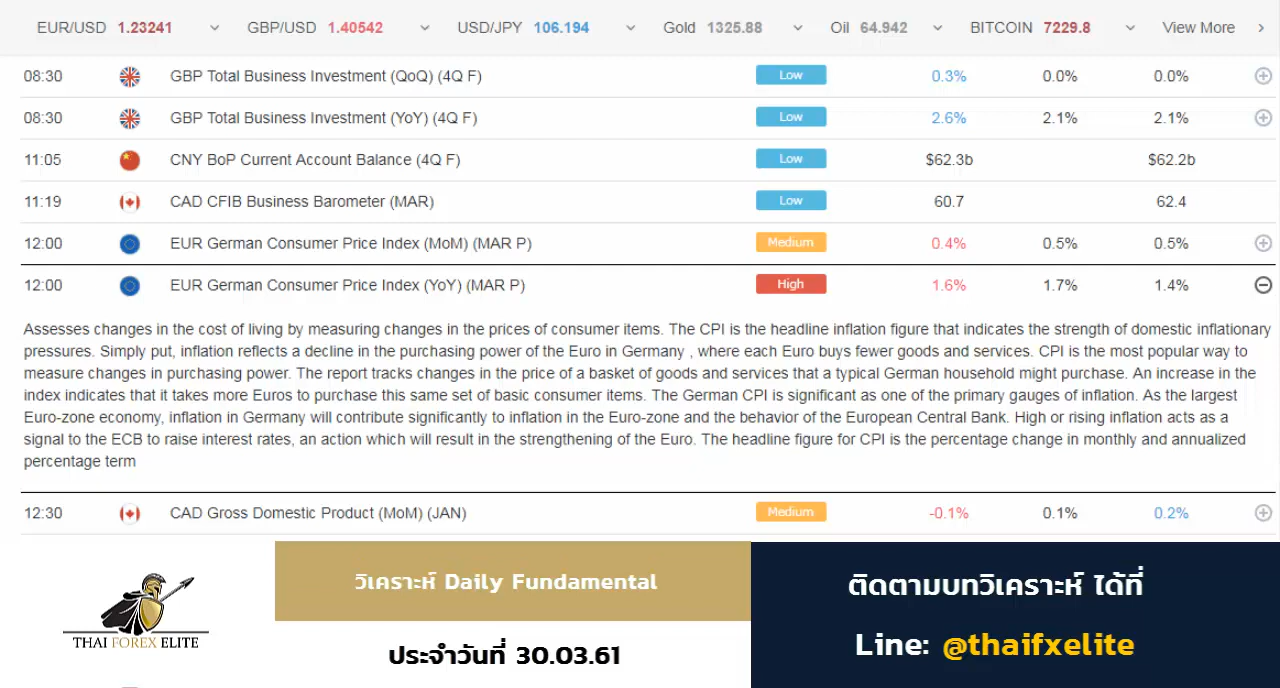 EUR/USD 1.23241 GBP/USD 1.40542 USD/JPY 106.194 Gold 1325.88 Oil 64.942 BITCOIN 7229.8 View More
08:30 GBP Total Business Investment (QoQ) (4Q F) Low 0.3% 0.0% 0.0%
08:30 GBP Total Business Investment (YoY) (4Q F) Low 2.6% 2.1% 2.1%
11:05 CNY BoP Current Account Balance (4Q F) Low $62.3b $62.2b
11:19 CAD CFIB Business Barometer (MAR) Low 60.7 62.4
12:00 EUR German Consumer Price Index (MoM) (MAR P) Medium 0.4% 0.5% 0.5%
12:00 EUR German Consumer Price Index (YoY) (MAR P) High 1.6% 1.7% 1.4%
Assesses changes in the cost of living by measuring changes in the prices of consumer items. The CPI is the headline inflation figure that indicates the strength of domestic inflationary
pressures. Simply put, inflation reflects a decline in the purchasing power of the Euro in Germany , where each Euro buys fewer goods and services. CPI is the most popular way to
measure changes in purchasing power. The report tracks changes in the price of a basket of goods and services that a typical German household might purchase. An increase in the
index indicates that it takes more Euros to purchase this same set of basic consumer items. The German CPI is significant as one of the primary gauges of inflation. As the largest
Euro-zone economy, inflation in Germany will contribute significantly to inflation in the Euro-zone and the behavior of the European Central Bank. High or rising inflation acts as a
signal to the ECB to raise interest rates, an action which will result in the strengthening of the Euro. The headline figure for CPI is the percentage change in monthly and annualized
percentage term
12:30 CAD Gross Domestic Product (MoM) (JAN) Medium -0.1% 0.1% 0.2%
THAI FOREX ELITE
วิเคราะห์ Daily Fundamental
ประจำวันที่ 30.03.61
ติดตามบทวิเคราะห์ ได้ที่
Line: @thaifxelite